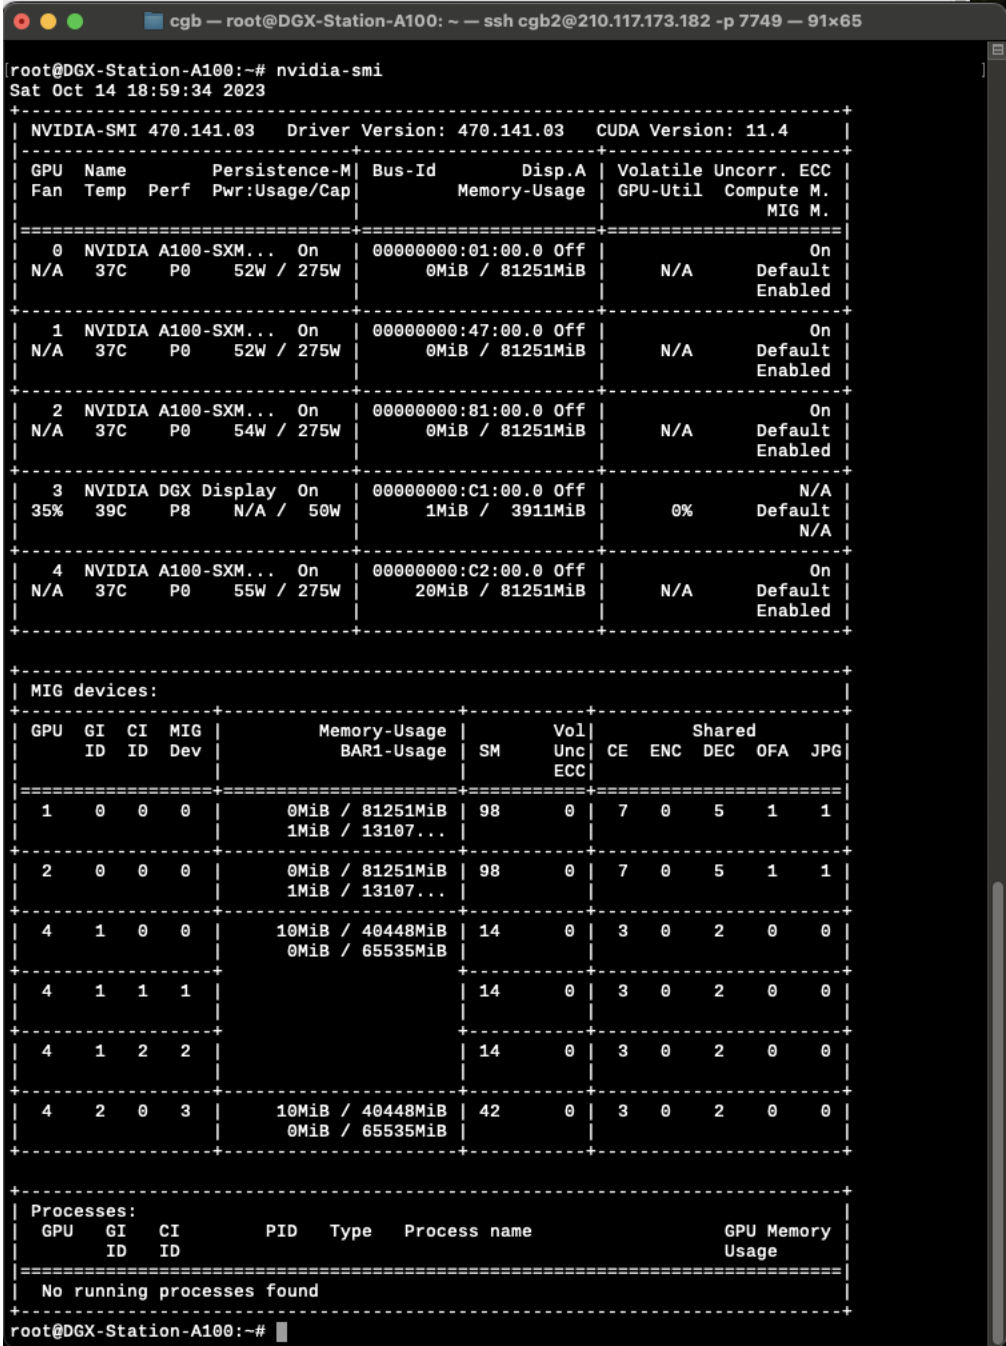 cgb — root@DGX-Station-A100: ~ — ssh cgb2@210.117.173.182 -p 7749 — 91×65
[root@DGX-Station-A100:~# nvidia-smi ]
Sat Oct 14 18:59:34 2023
+-----------------------------------------------------------------------------+
| NVIDIA-SMI 470.141.03   Driver Version: 470.141.03   CUDA Version: 11.4     |
|-------------------------------+----------------------+----------------------+
| GPU  Name        Persistence-M| Bus-Id        Disp.A | Volatile Uncorr. ECC |
| Fan  Temp  Perf  Pwr:Usage/Cap|         Memory-Usage | GPU-Util  Compute M. |
|                               |                      |               MIG M. |
|===============================+======================+======================|
|   0  NVIDIA A100-SXM...  On   | 00000000:01:00.0 Off |                   On |
| N/A   37C    P0    52W / 275W |      0MiB / 81251MiB |     N/A      Default |
|                               |                      |              Enabled |
+-------------------------------+----------------------+----------------------+
|   1  NVIDIA A100-SXM...  On   | 00000000:47:00.0 Off |                   On |
| N/A   37C    P0    52W / 275W |      0MiB / 81251MiB |     N/A      Default |
|                               |                      |              Enabled |
+-------------------------------+----------------------+----------------------+
|   2  NVIDIA A100-SXM...  On   | 00000000:81:00.0 Off |                   On |
| N/A   37C    P0    54W / 275W |      0MiB / 81251MiB |     N/A      Default |
|                               |                      |              Enabled |
+-------------------------------+----------------------+----------------------+
|   3  NVIDIA DGX Display  On   | 00000000:C1:00.0 Off |                  N/A |
| 35%   39C    P8    N/A /  50W |      1MiB /  3911MiB |      0%      Default |
|                               |                      |                  N/A |
+-------------------------------+----------------------+----------------------+
|   4  NVIDIA A100-SXM...  On   | 00000000:C2:00.0 Off |                   On |
| N/A   37C    P0    55W / 275W |     20MiB / 81251MiB |     N/A      Default |
|                               |                      |              Enabled |
+-------------------------------+----------------------+----------------------+

+-----------------------------------------------------------------------------+
| MIG devices:                                                                |
+------------------+----------------------+-----------+-----------------------+
| GPU  GI  CI  MIG |         Memory-Usage |        Vol|         Shared        |
|      ID  ID  Dev |           BAR1-Usage | SM     Unc| CE  ENC  DEC  OFA  JPG|
|                  |                      |        ECC|                       |
|==================+======================+===========+=======================|
|  1    0   0   0  |      0MiB / 81251MiB | 98      0 |  7   0    5    1    1 |
|                  |      1MiB / 13107... |           |                       |
+------------------+----------------------+-----------+-----------------------+
|  2    0   0   0  |      0MiB / 81251MiB | 98      0 |  7   0    5    1    1 |
|                  |      1MiB / 13107... |           |                       |
+------------------+----------------------+-----------+-----------------------+
|  4    1   0   0  |     10MiB / 40448MiB | 14      0 |  3   0    2    0    0 |
|                  |      0MiB / 65535MiB |           |                       |
+------------------+                      +-----------+-----------------------+
|  4    1   1   1  |                      | 14      0 |  3   0    2    0    0 |
|                  |                      |           |                       |
+------------------+                      +-----------+-----------------------+
|  4    1   2   2  |                      | 14      0 |  3   0    2    0    0 |
|                  |                      |           |                       |
+------------------+----------------------+-----------+-----------------------+
|  4    2   0   3  |     10MiB / 40448MiB | 42      0 |  3   0    2    0    0 |
|                  |      0MiB / 65535MiB |           |                       |
+------------------+----------------------+-----------+-----------------------+

+-----------------------------------------------------------------------------+
| Processes:                                                                  |
|  GPU   GI   CI        PID   Type   Process name                  GPU Memory |
|        ID   ID                                                   Usage      |
|=============================================================================|
|  No running processes found                                                 |
+-----------------------------------------------------------------------------+
root@DGX-Station-A100:~#